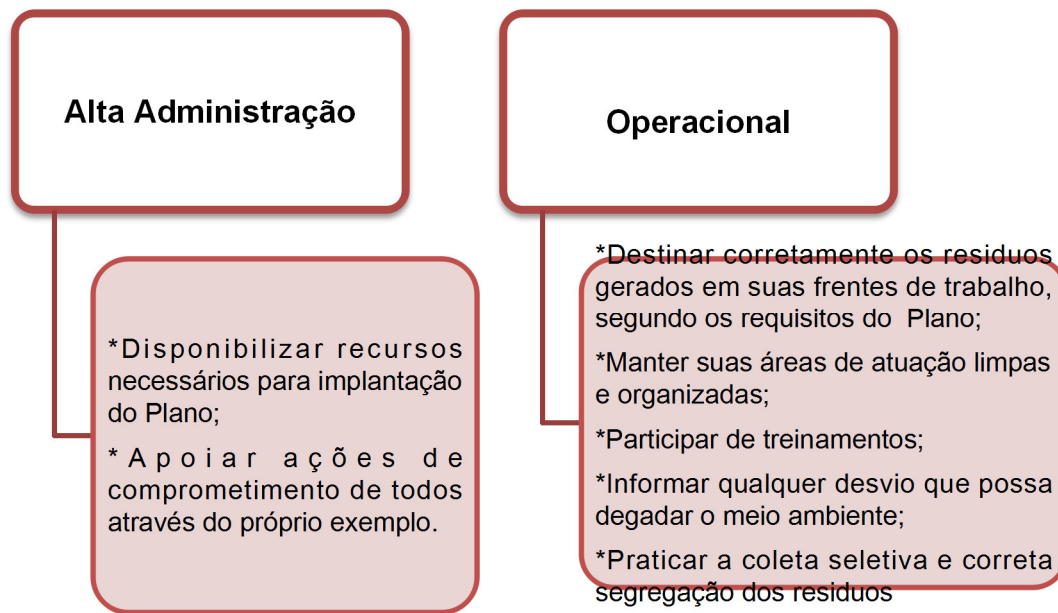 Alta Administração
*Disponibilizar recursos
necessários para implantação
do Plano;
*Apoiar ações de
comprometimento de todos
através do próprio exemplo.
Operacional
*Destinar corretamente os residuos
gerados em suas frentes de trabalho,
segundo os requisitos do Plano;
*Manter suas áreas de atuação limpas
e organizadas;
*Participar de treinamentos;
*Informar qualquer desvio que possa
degadar o meio ambiente;
*Praticar a coleta seletiva e correta
segregação dos residuos